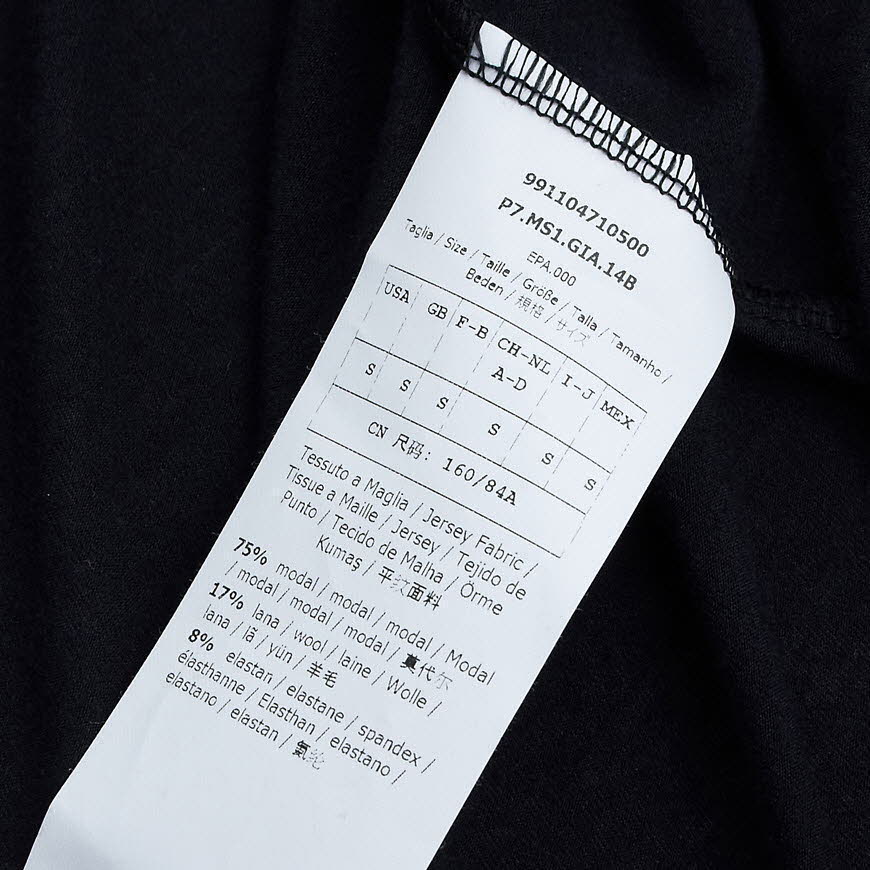 991104710500
P7.MS1.GIA.14B
EPA.000
Taglia / Size / Taille / Größe / Talla / Tamanho /
Beden / 規格 / サイズ
USA GB F-B CH-NL A-D I-J MEX
S S S S S S
CN 尺码: 160/84A
Tessuto a Maglia / Jersey Fabric /
Tissue a Maille / Jersey / Tejido de
Punto / Tecido de Malha / Örme
Kumaş / 平纹面料
75% modal / modal / modal / Modal
/ modal / modal / modal / 莫代尔
17% lana / wool / laine / Wolle /
lana / lã / yün / 羊毛
8% elastan / elastane / spandex /
élasthanne / Elasthan / elastano /
elastano / elastan / 氨纶